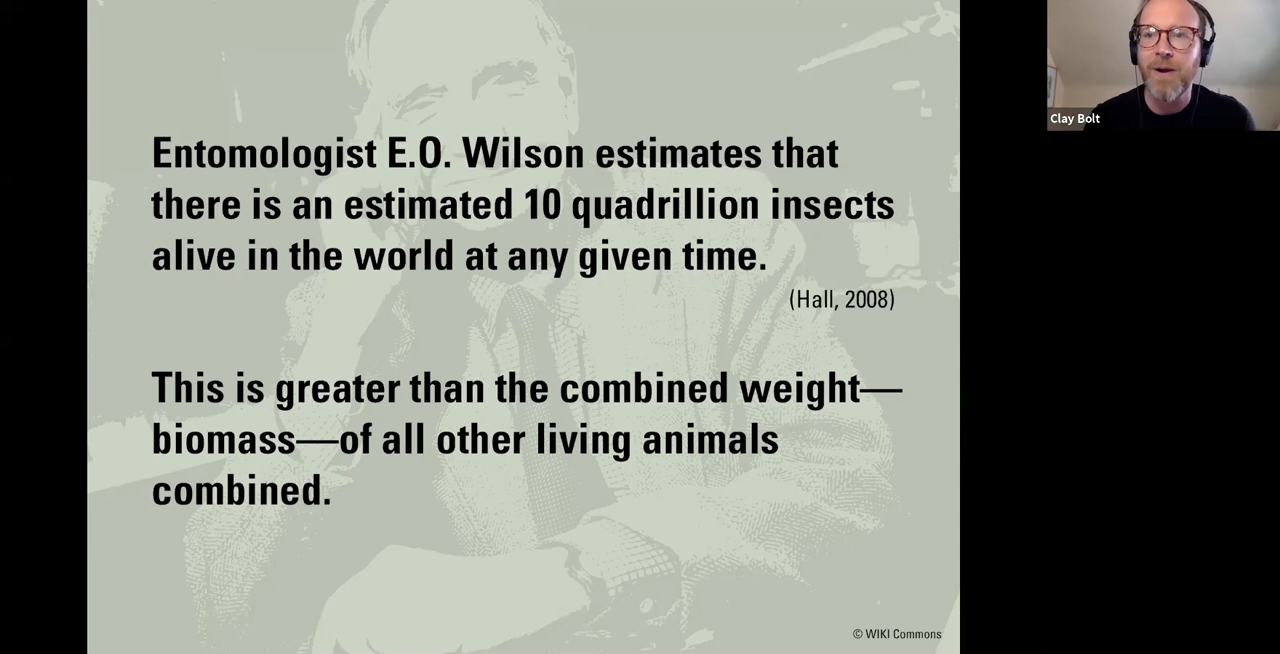 Entomologist E.O. Wilson estimates that
there is an estimated 10 quadrillion insects
alive in the world at any given time.
(Hall, 2008)
This is greater than the combined weight—
biomass—of all other living animals
combined.
© WIKI Commons
Clay Bolt